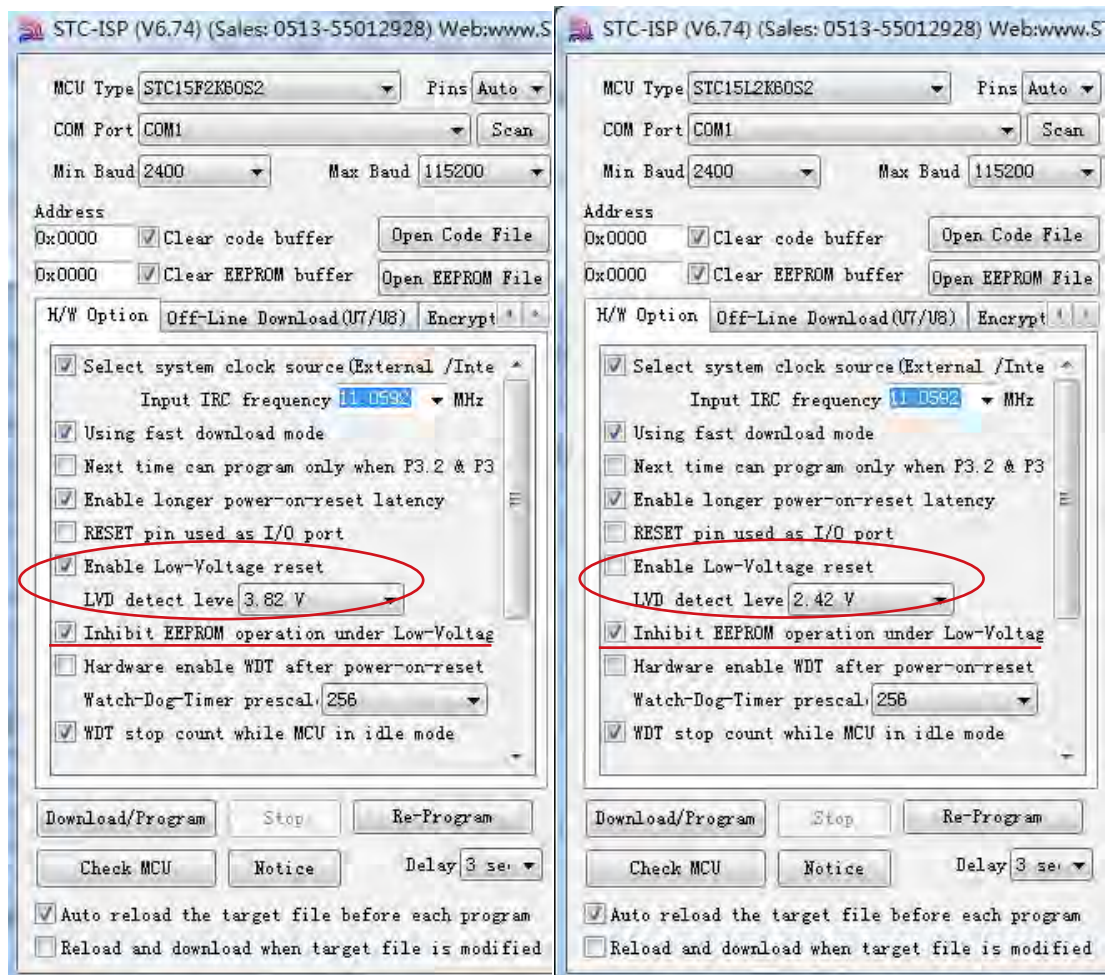 STC-ISP (V6.74) (Sales: 0513-55012928) Web:www.S
MCU Type STC15F2K60S2 Pins Auto
COM Port COM1 Scan
Min Baud 2400 Max Baud 115200
Address
0x0000 Clear code buffer Open Code File
0x0000 Clear EEPROM buffer Open EEPROM File
H/W Option Off-Line Download(U7/U8) Encrypt
Select system clock source(External /Inte
Input IRC frequency 11.0592 MHz
Using fast download mode
Next time can program only when P3.2 & P3
Enable longer power-on-reset latency
RESET pin used as I/O port
Enable Low-Voltage reset
LVD detect leve 3.82 V
Inhibit EEPROM operation under Low-Voltag
Hardware enable WDT after power-on-reset
Watch-Dog-Timer prescal 256
WDT stop count while MCU in idle mode
Download/Program Stop Re-Program
Check MCU Notice Delay 3 se
Auto reload the target file before each program
Reload and download when target file is modified
STC-ISP (V6.74) (Sales: 0513-55012928) Web:www.S
MCU Type STC15L2K60S2 Pins Auto
COM Port COM1 Scan
Min Baud 2400 Max Baud 115200
Address
0x0000 Clear code buffer Open Code File
0x0000 Clear EEPROM buffer Open EEPROM File
H/W Option Off-Line Download(U7/U8) Encrypt
Select system clock source(External /Inte
Input IRC frequency 11.0592 MHz
Using fast download mode
Next time can program only when P3.2 & P3
Enable longer power-on-reset latency
RESET pin used as I/O port
Enable Low-Voltage reset
LVD detect leve 2.42 V
Inhibit EEPROM operation under Low-Voltag
Hardware enable WDT after power-on-reset
Watch-Dog-Timer prescal 256
WDT stop count while MCU in idle mode
Download/Program Stop Re-Program
Check MCU Notice Delay 3 se
Auto reload the target file before each program
Reload and download when target file is modified